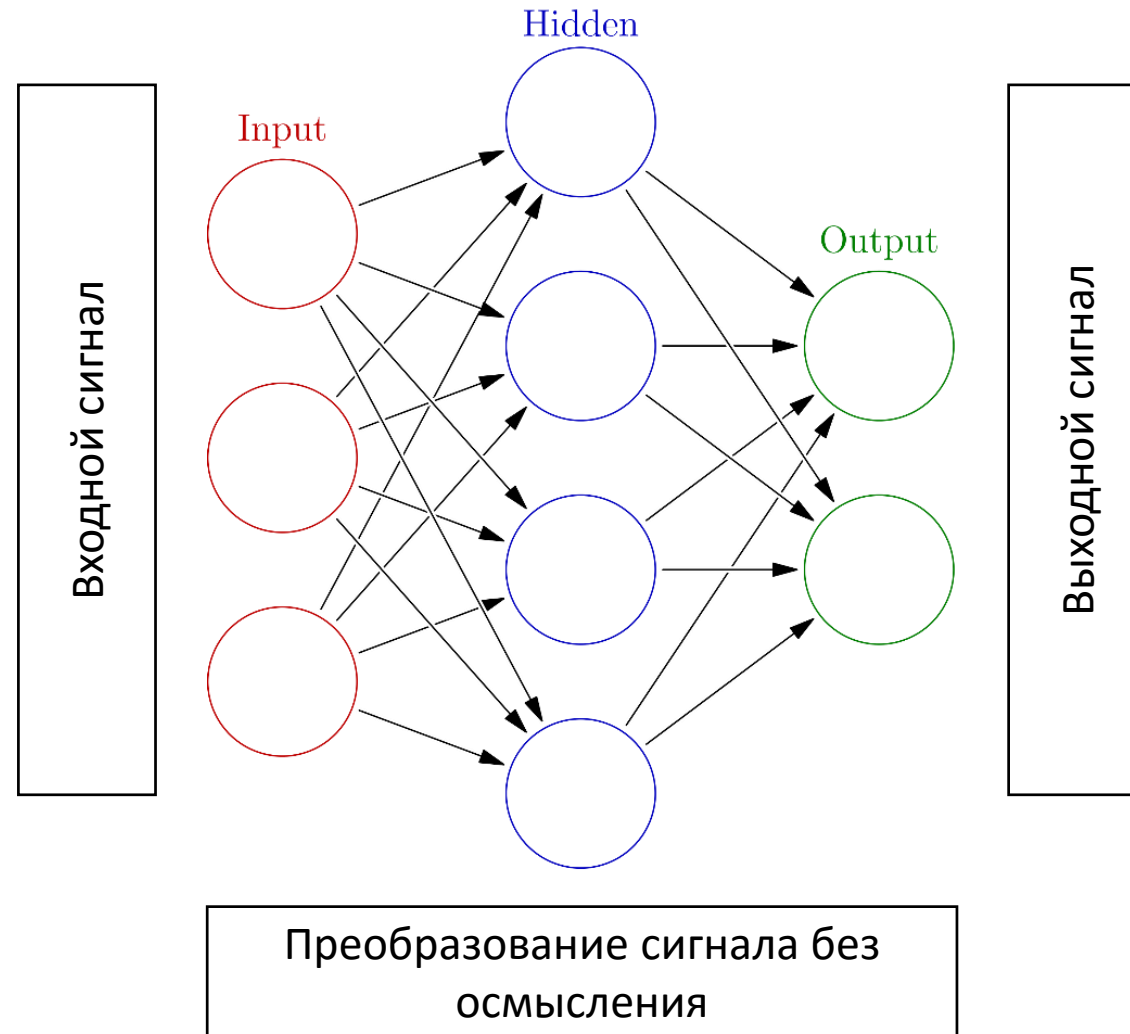 Hidden
Input
Output
Входной сигнал
Выходной сигнал
Преобразование сигнала без
осмысления